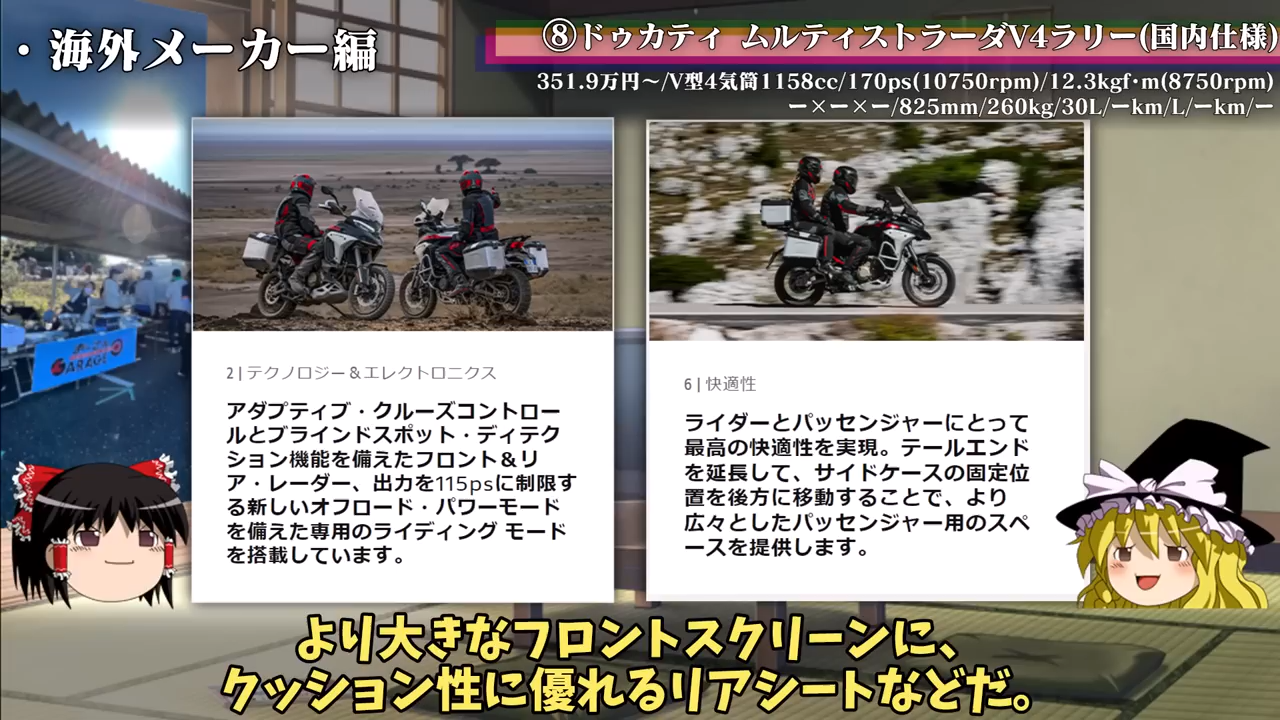 ・海外メーカー編
⑧ドゥカティ ムルティストラーダV4ラリー(国内仕様)
351.9万円～/V型4気筒1158cc/170ps(10750rpm)/12.3kgf・m(8750rpm)
ー×ー×ー/825mm/260kg/30L/ーkm/L/ーkm/ー
GARAGE
2 | テクノロジー＆エレクトロニクス
アダプティブ・クルーズコントロー
ルとブラインドスポット・ディテク
ション機能を備えたフロント＆リ
ア・レーダー、出力を115psに制限す
る新しいオフロード・パワーモード
を備えた専用のライディング モード
を搭載しています。
6 | 快適性
ライダーとパッセンジャーにとって
最高の快適性を実現。テールエンド
を延長して、サイドケースの固定位
置を後方に移動することで、より
広々としたパッセンジャー用のスペ
ースを提供します。
より大きなフロントスクリーンに、
クッション性に優れるリアシートなどだ。